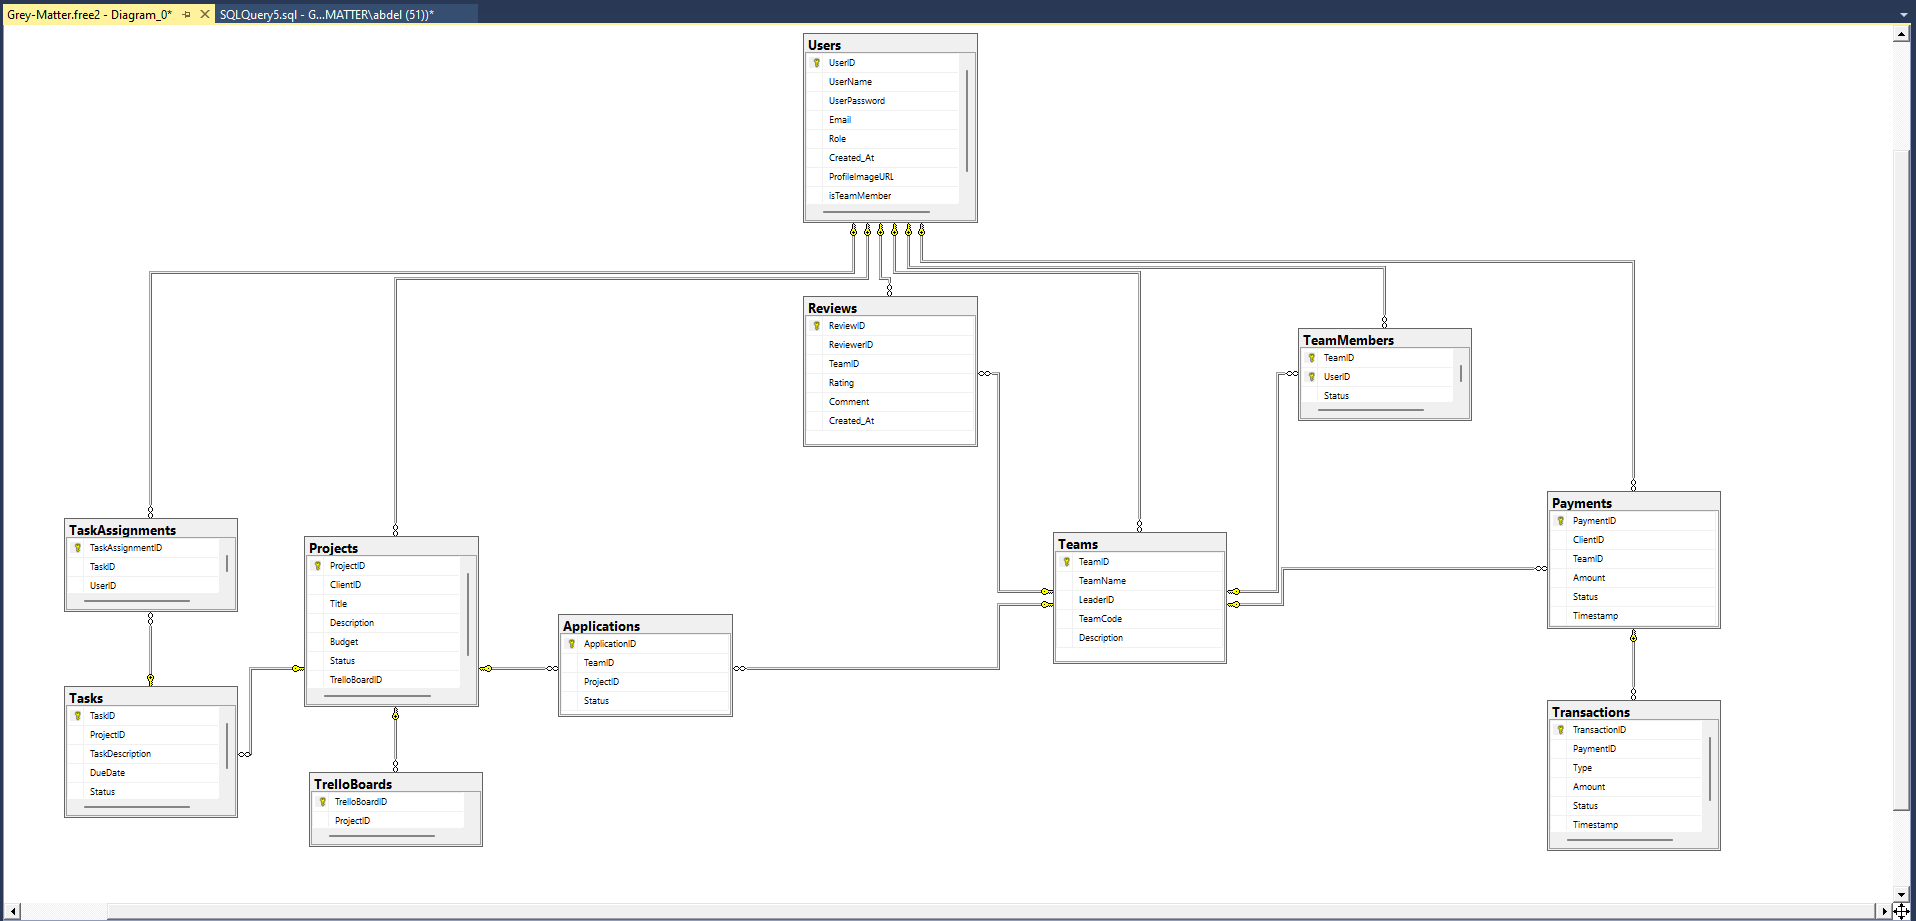 Grey-Matter.free2 - Diagram_0*
SQLQuery5.sql - G...MATTER\abdel (51))*
Users
UserID
UserName
UserPassword
Email
Role
Created_At
ProfileImageURL
isTeamMember
Reviews
ReviewID
ReviewerID
TeamID
Rating
Comment
Created_At
TeamMembers
TeamID
UserID
Status
Payments
PaymentID
ClientID
TeamID
Amount
Status
Timestamp
TaskAssignments
TaskAssignmentID
TaskID
UserID
Projects
ProjectID
ClientID
Title
Description
Budget
Status
TrelloBoardID
Teams
TeamID
TeamName
LeaderID
TeamCode
Description
Applications
ApplicationID
TeamID
ProjectID
Status
Tasks
TaskID
ProjectID
TaskDescription
DueDate
Status
TrelloBoards
TrelloBoardID
ProjectID
Transactions
TransactionID
PaymentID
Type
Amount
Status
Timestamp